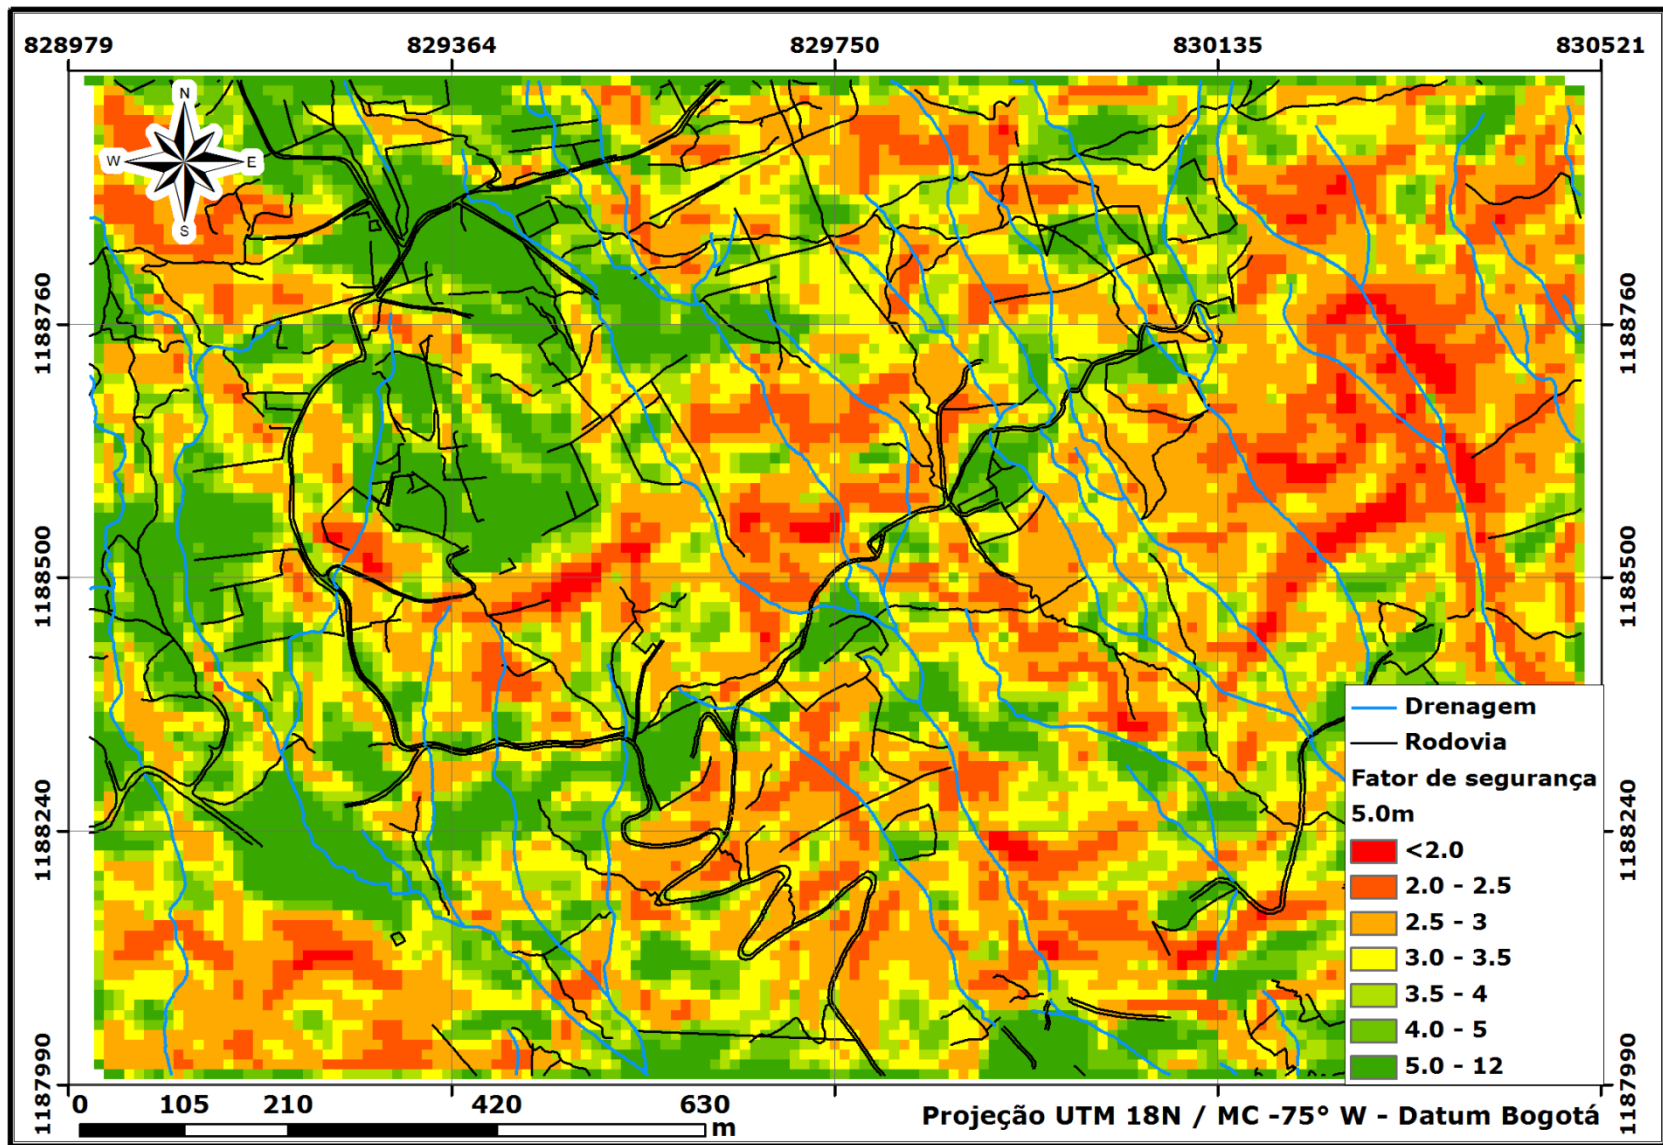 828979 829364 829750 830135 830521
N
W E
S
1188760 1188760
1188500 1188500
1188240 1188240
1187990 1187990
Drenagem
Rodovia
Fator de segurança
5.0m
<2.0
2.0 - 2.5
2.5 - 3
3.0 - 3.5
3.5 - 4
4.0 - 5
5.0 - 12
0 105 210 420 630
m
Projeção UTM 18N / MC -75° W - Datum Bogotá